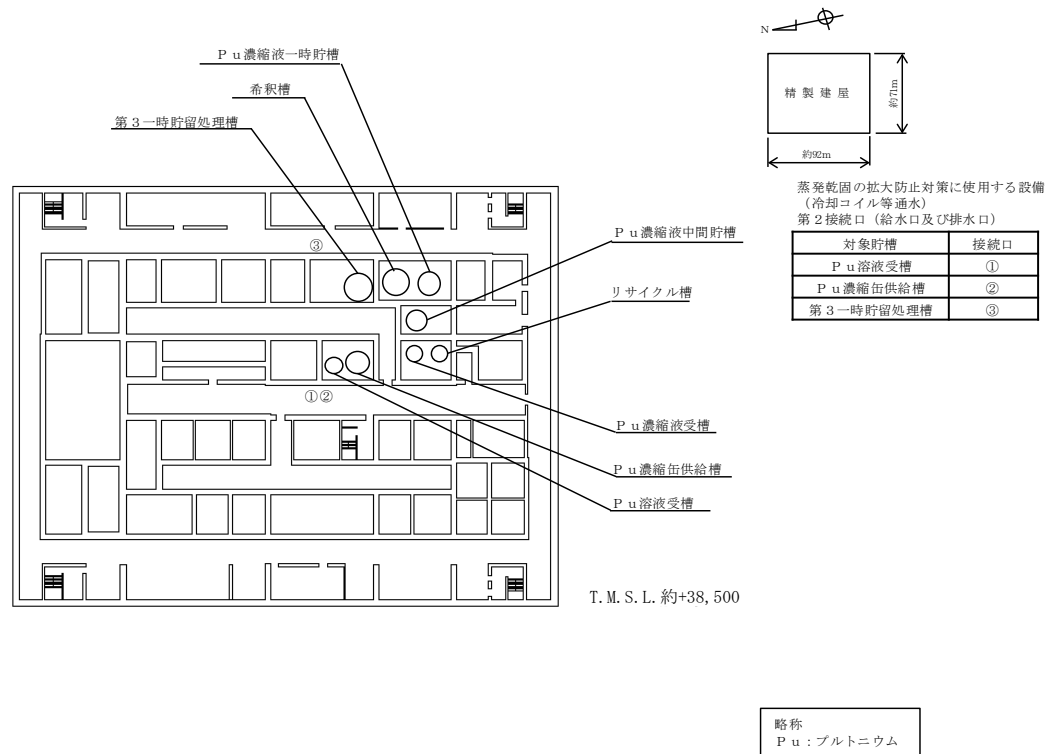 Ｐｕ濃縮液一時貯槽
希釈槽
第３一時貯留処理槽
③
Ｐｕ濃縮液中間貯槽
リサイクル槽
①②
Ｐｕ濃縮液受槽
Ｐｕ濃縮缶供給槽
Ｐｕ溶液受槽
T.M.S.L.約+38,500
N
精製建屋
約71m
約92m
蒸発乾固の拡大防止対策に使用する設備
（冷却コイル等通水）
第２接続口（給水口及び排水口）
対象貯槽 接続口
Ｐｕ溶液受槽 ①
Ｐｕ濃縮缶供給槽 ②
第３一時貯留処理槽 ③
略称
Ｐｕ：プルトニウム